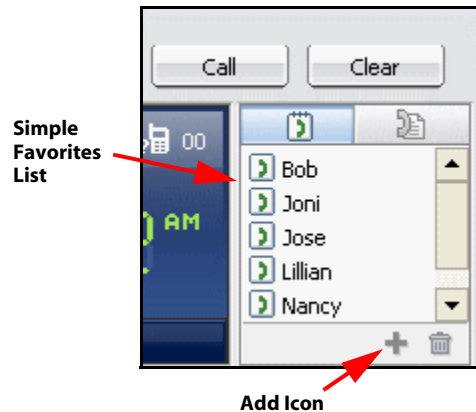 Call
Clear
Simple
Favorites
List
00
AM
Bob
Joni
Jose
Lillian
Nancy
Add Icon